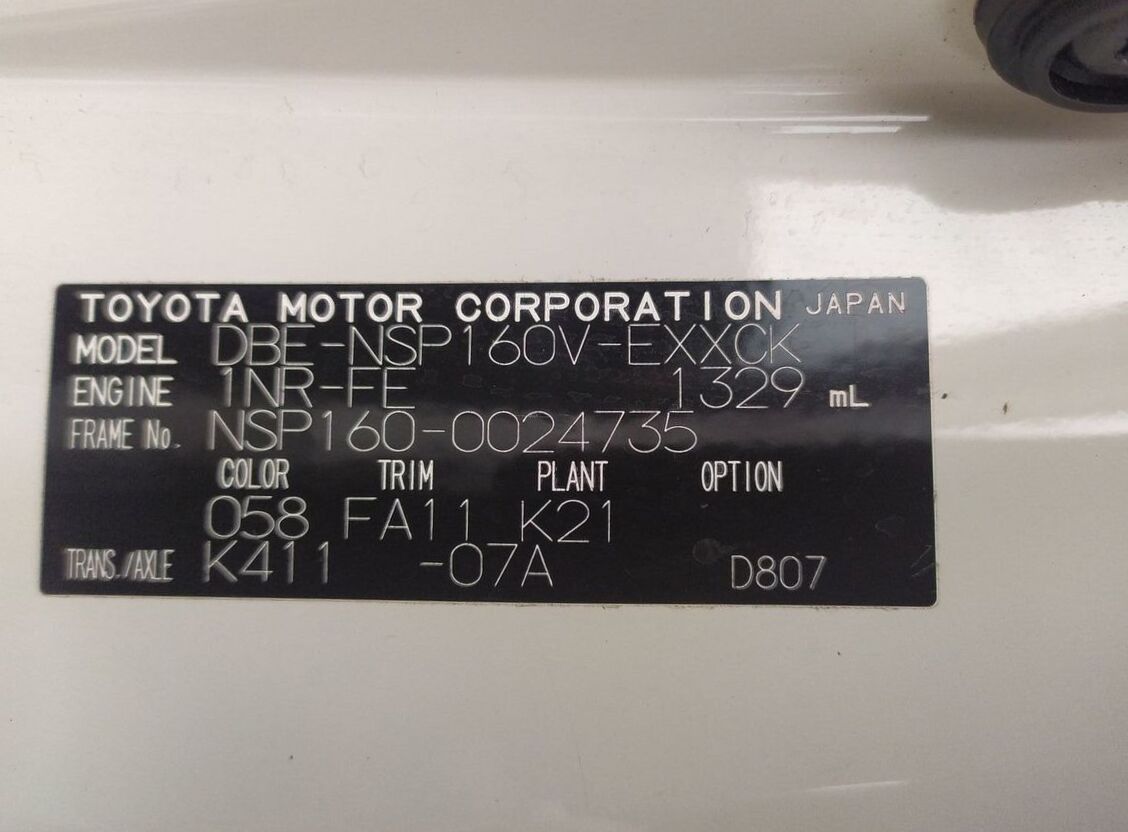 TOYOTA MOTOR CORPORATION JAPAN
MODEL DBE-NSP160V-EXXCK
ENGINE 1NR-FE 1329 mL
FRAME No. NSP160-0024735
COLOR TRIM PLANT OPTION
058 FA11 K21
TRANS./AXLE K411 -07A D807